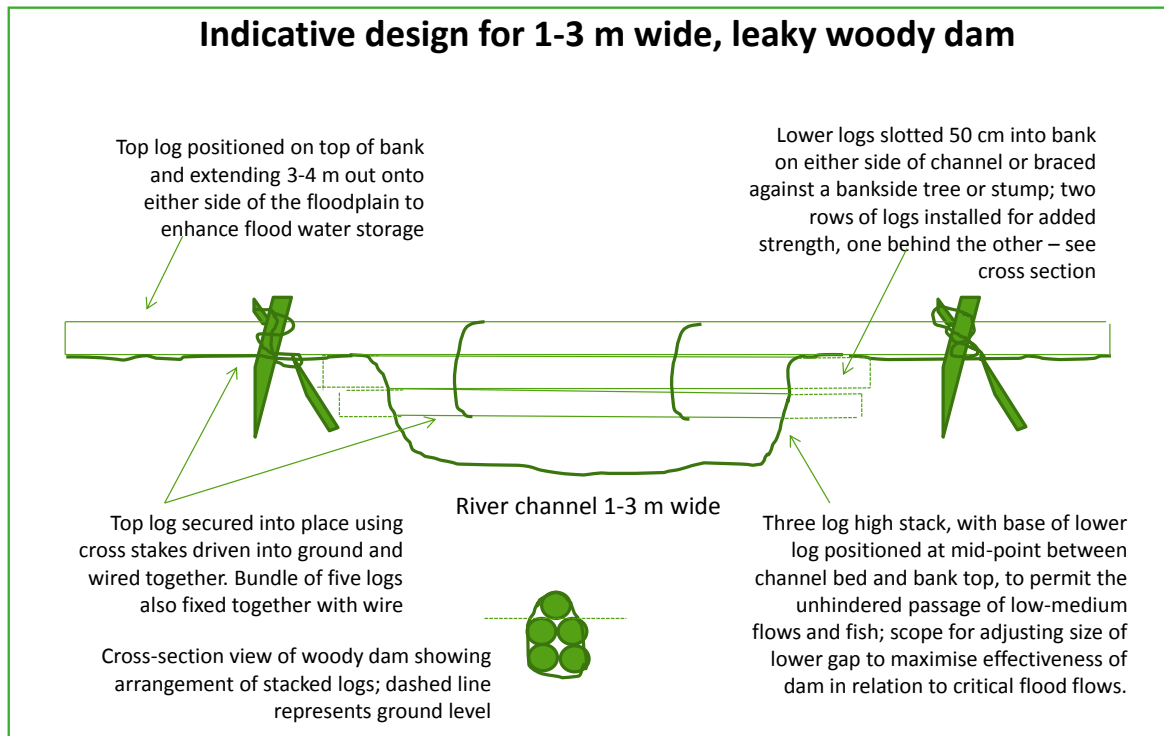 Indicative design for 1-3 m wide, leaky woody dam
Top log positioned on top of bank
and extending 3-4 m out onto
either side of the floodplain to
enhance flood water storage
Lower logs slotted 50 cm into bank
on either side of channel or braced
against a bankside tree or stump; two
rows of logs installed for added
strength, one behind the other – see
cross section
River channel 1-3 m wide
Top log secured into place using
cross stakes driven into ground and
wired together. Bundle of five logs
also fixed together with wire
Cross-section view of woody dam showing
arrangement of stacked logs; dashed line
represents ground level
Three log high stack, with base of lower
log positioned at mid-point between
channel bed and bank top, to permit the
unhindered passage of low-medium
flows and fish; scope for adjusting size of
lower gap to maximise effectiveness of
dam in relation to critical flood flows.